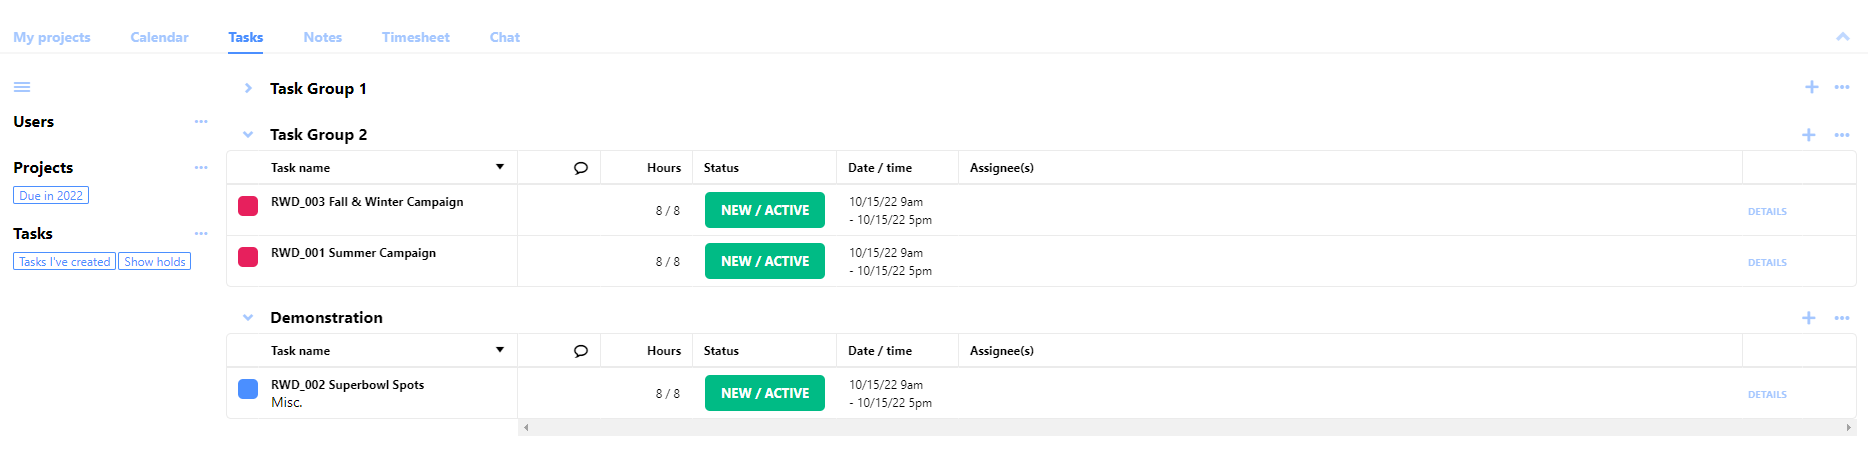 My projects Calendar Tasks Notes Timesheet Chat
Task Group 1
Users
Task Group 2
Projects
Due in 2022
Task name Hours Status Date / time Assignee(s)
RWD_003 Fall & Winter Campaign 8 / 8 NEW / ACTIVE 10/15/22 9am
- 10/15/22 5pm DETAILS
Tasks
Tasks I've created Show holds
RWD_001 Summer Campaign 8 / 8 NEW / ACTIVE 10/15/22 9am
- 10/15/22 5pm DETAILS
Demonstration
Task name Hours Status Date / time Assignee(s)
RWD_002 Superbowl Spots 8 / 8 NEW / ACTIVE 10/15/22 9am
Misc. - 10/15/22 5pm DETAILS